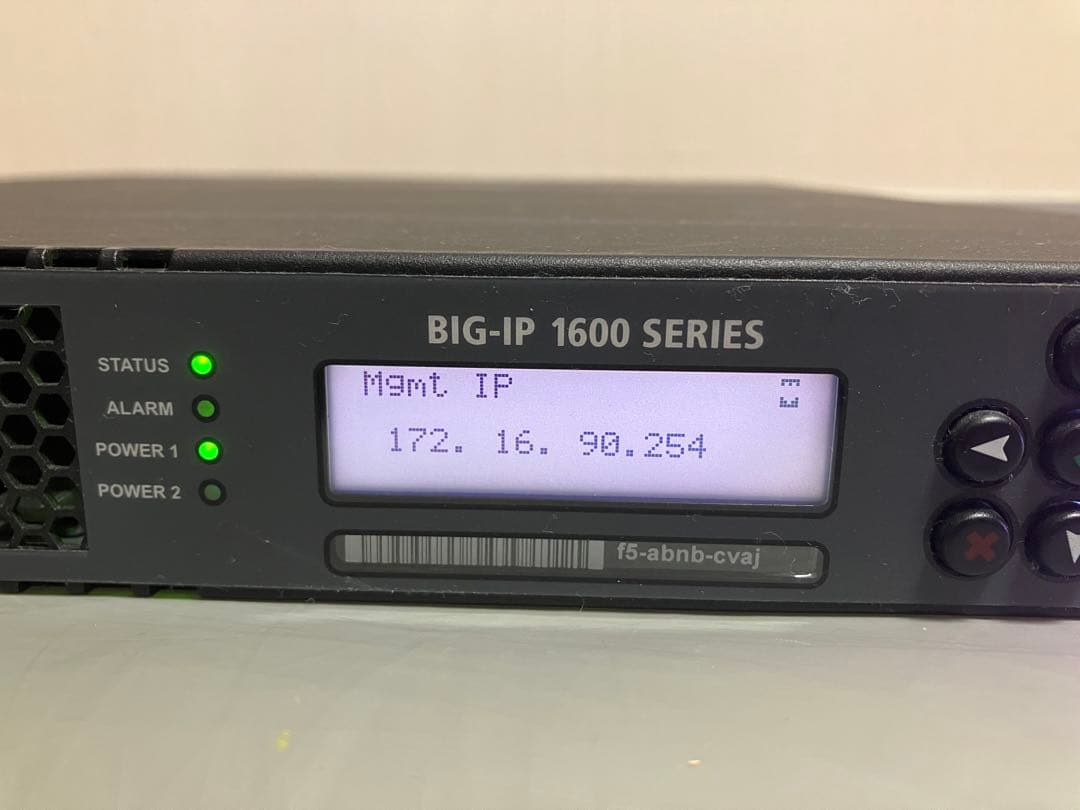 BIG-IP 1600 SERIES
STATUS
ALARM
POWER 1
POWER 2
Mgmt IP
172. 16. 90.254
f5-abnb-cvaj